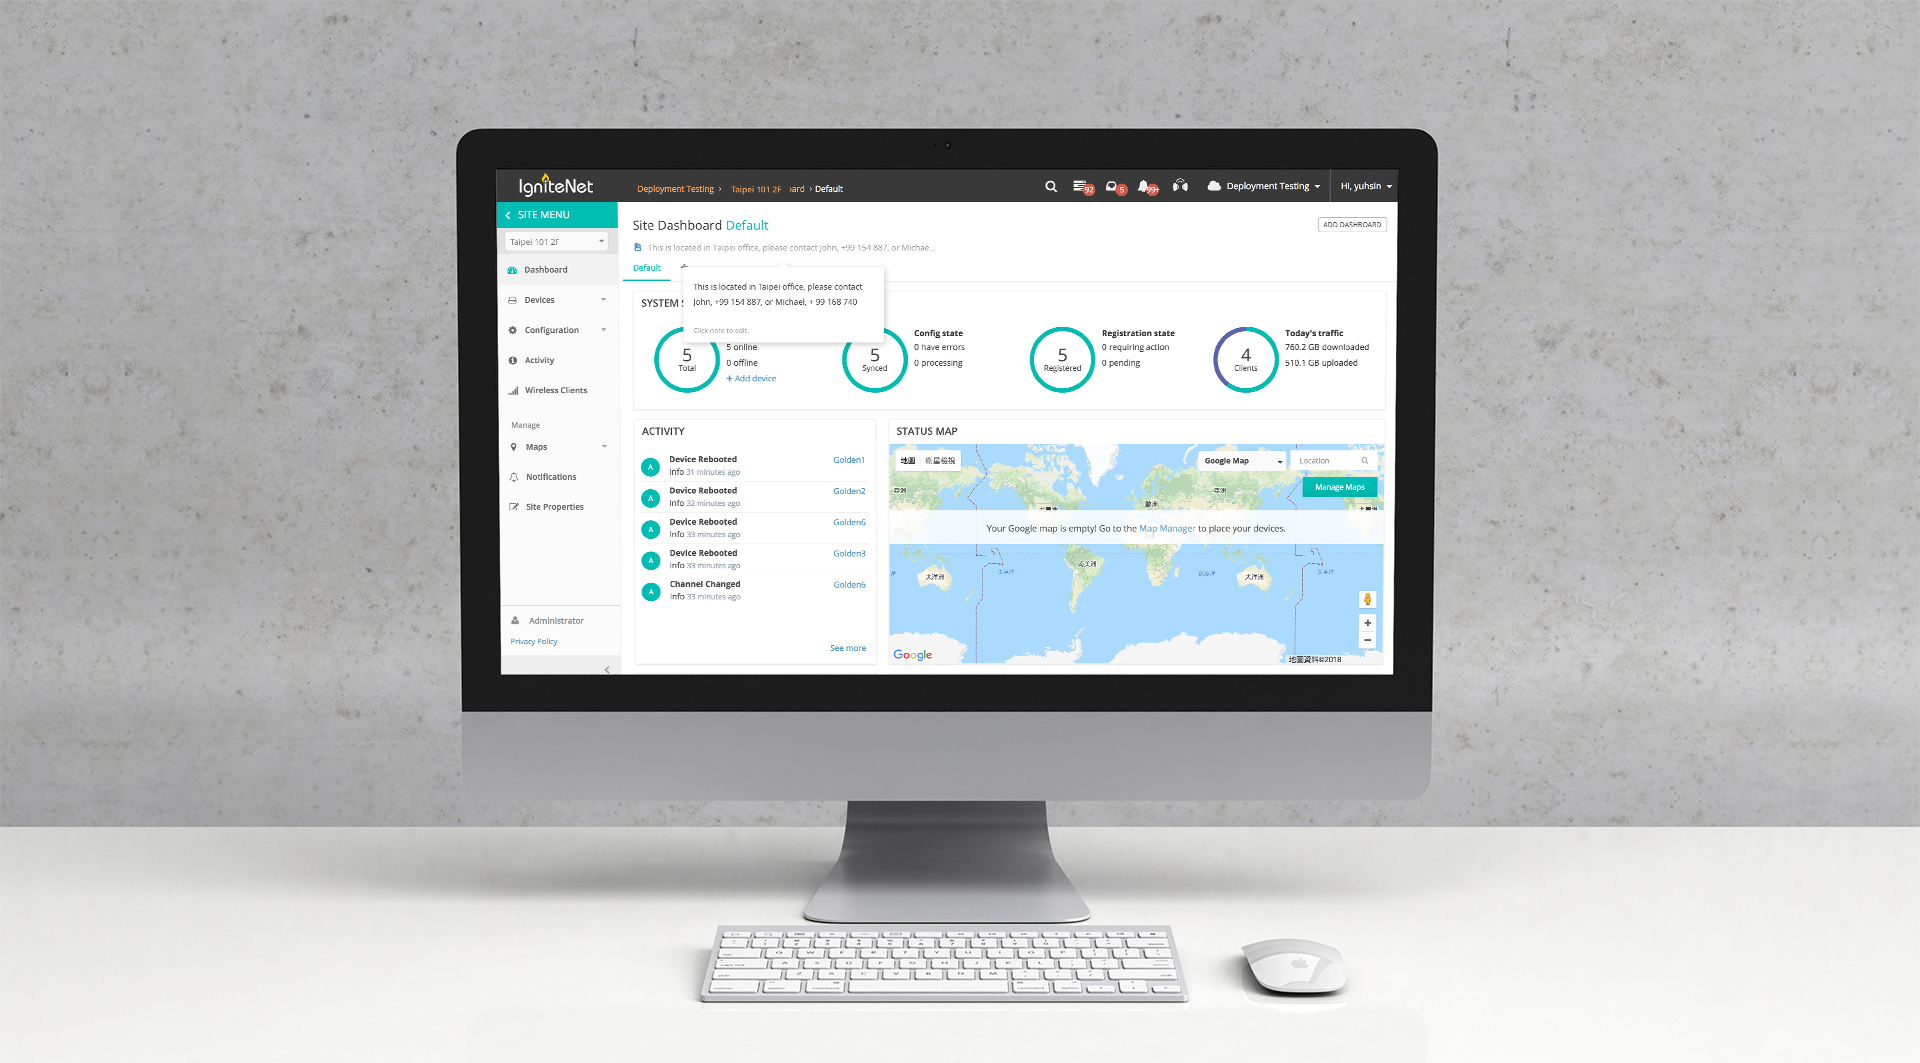 IgniteNet
Deployment Testing › Taipei 101 2F oard › Default
92
5
99+
Deployment Testing
Hi, yuhsin
SITE MENU
Taipei 101 2F
Dashboard
Devices
Configuration
Activity
Wireless Clients
Manage
Maps
Notifications
Site Properties
Administrator
Privacy Policy
Site Dashboard Default
ADD DASHBOARD
This is located in Taipei office, please contact John, +99 154 887, or Michae...
Default
This is located in Taipei office, please contact
John, +99 154 887, or Michael, + 99 168 740
Click note to edit.
SYSTEM S
5
Total
5 online
0 offline
+ Add device
5
Synced
Config state
0 have errors
0 processing
5
Registered
Registration state
0 requiring action
0 pending
4
Clients
Today's traffic
760.2 GB downloaded
510.1 GB uploaded
ACTIVITY
A
Device Rebooted
Golden1
Info 31 minutes ago
A
Device Rebooted
Golden2
Info 32 minutes ago
A
Device Rebooted
Golden6
Info 33 minutes ago
A
Device Rebooted
Golden3
Info 33 minutes ago
A
Channel Changed
Golden6
Info 33 minutes ago
See more
STATUS MAP
地圖
衛星檢視
Google Map
Location
Manage Maps
亞洲
歐洲
亞洲
Your Google map is empty! Go to the Map Manager to place your devices.
南美洲
大洋洲
大洋洲
Google
地圖資料©2018